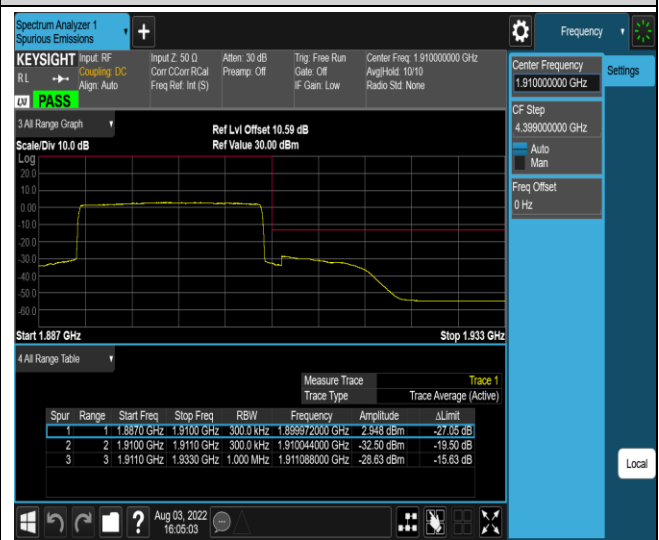 Spectrum Analyzer 1
Spurious Emissions
Frequency
KEYSIGHT Input: RF Input Z: 50 Ω Atten: 30 dB Trig: Free Run Center Freq: 1.910000000 GHz
RL Coupling: DC Corr CCorr RCal Preamp: Off Gate: Off Avg|Hold: 10/10
Align: Auto Freq Ref: Int (S) IF Gain: Low Radio Std: None
LXI PASS
Center Frequency
1.910000000 GHz
Settings
CF Step
4.399000000 GHz
Auto
Man
Freq Offset
0 Hz
3 All Range Graph
Ref Lvl Offset 10.59 dB
Scale/Div 10.0 dB Ref Value 30.00 dBm
Log
20.0
10.0
0.00
-10.0
-20.0
-30.0
-40.0
-50.0
-60.0
Start 1.887 GHz Stop 1.933 GHz
4 All Range Table
Measure Trace Trace 1
Trace Type Trace Average (Active)
Spur Range Start Freq Stop Freq RBW Frequency Amplitude ΔLimit
1 1 1.8870 GHz 1.9100 GHz 300.0 kHz 1.899972000 GHz 2.948 dBm -27.05 dB
2 2 1.9100 GHz 1.9110 GHz 300.0 kHz 1.910044000 GHz -32.50 dBm -19.50 dB
3 3 1.9110 GHz 1.9330 GHz 1.000 MHz 1.911088000 GHz -28.63 dBm -15.63 dB
Local
Aug 03, 2022
16:05:03